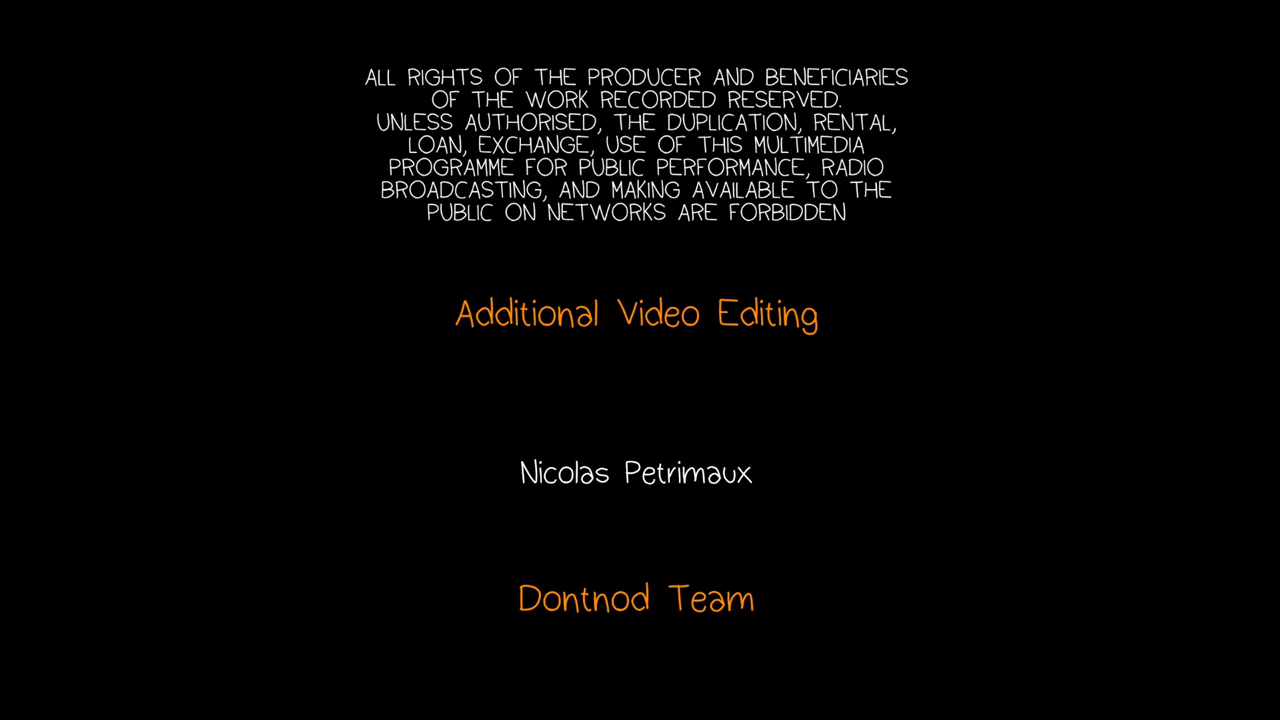 ALL RIGHTS OF THE PRODUCER AND BENEFICIARIES
OF THE WORK RECORDED RESERVED.
UNLESS AUTHORISED, THE DUPLICATION, RENTAL,
LOAN, EXCHANGE, USE OF THIS MULTIMEDIA
PROGRAMME FOR PUBLIC PERFORMANCE, RADIO
BROADCASTING, AND MAKING AVAILABLE TO THE
PUBLIC ON NETWORKS ARE FORBIDDEN
Additional Video Editing
Nicolas Petrimaux
Dontnod Team